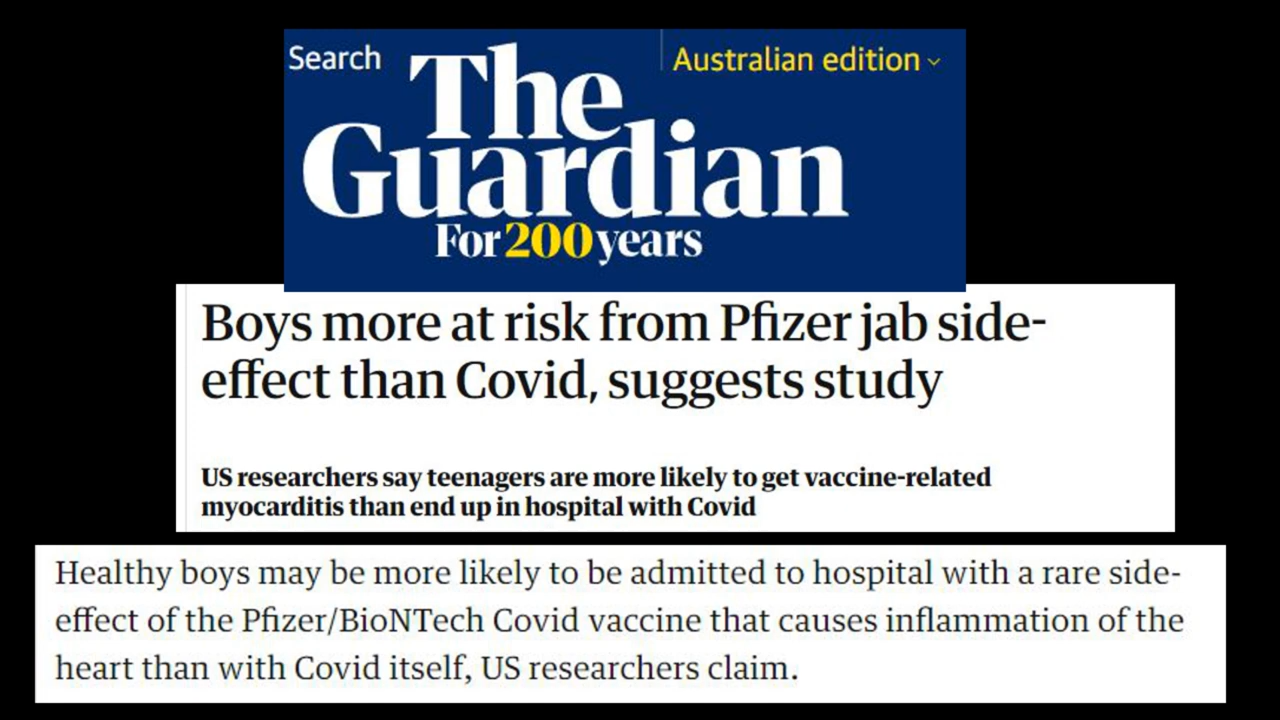 Search
Australian edition
The
Guardian
For 200 years
Boys more at risk from Pfizer jab side-
effect than Covid, suggests study
US researchers say teenagers are more likely to get vaccine-related
myocarditis than end up in hospital with Covid
Healthy boys may be more likely to be admitted to hospital with a rare side-
effect of the Pfizer/BioNTech Covid vaccine that causes inflammation of the
heart than with Covid itself, US researchers claim.